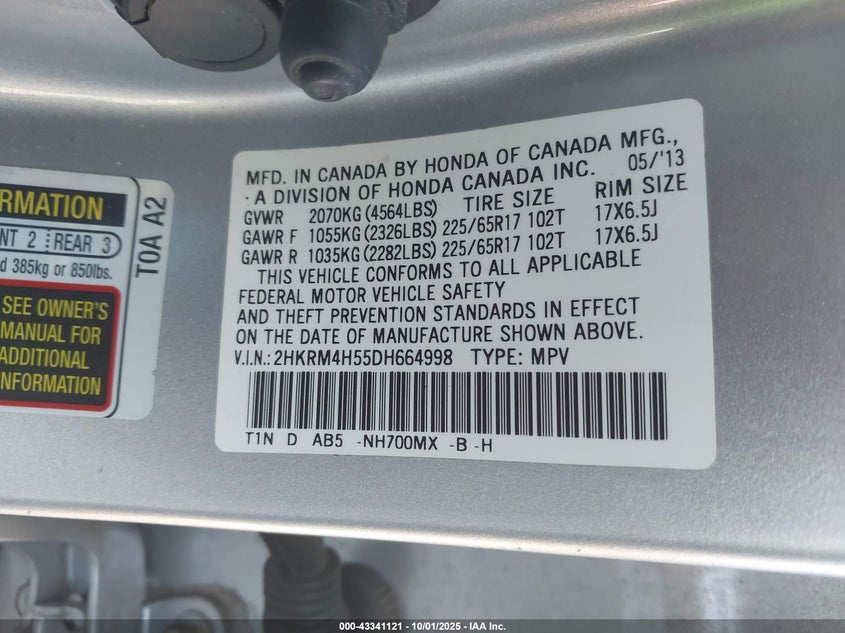 MFD. IN CANADA BY HONDA OF CANADA MFG.,
A DIVISION OF HONDA CANADA INC. 05/'13
GVWR 2070KG (4564LBS) TIRE SIZE RIM SIZE
GAWR F 1055KG (2326LBS) 225/65R17 102T 17X6.5J
GAWR R 1035KG (2282LBS) 225/65R17 102T 17X6.5J
THIS VEHICLE CONFORMS TO ALL APPLICABLE
FEDERAL MOTOR VEHICLE SAFETY
AND THEFT PREVENTION STANDARDS IN EFFECT
ON THE DATE OF MANUFACTURE SHOWN ABOVE.
V.I.N.: 2HKRM4H55DH664998 TYPE: MPV
T1N D AB5 -NH700MX -B -H
REAR 3
385kg or 850lbs.
SEE OWNER'S
MANUAL FOR
ADDITIONAL
T0A A2
000-43341121 | 10/01/2025 - IAA Inc.